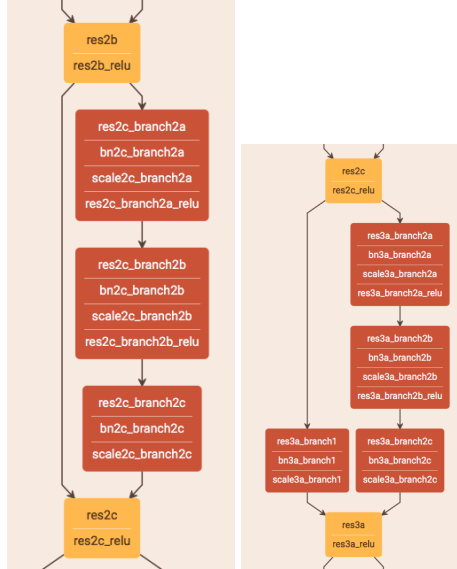 res2b
res2b_relu
res2c_branch2a
bn2c_branch2a
scale2c_branch2a
res2c_branch2a_relu
res2c_branch2b
bn2c_branch2b
scale2c_branch2b
res2c_branch2b_relu
res2c_branch2c
bn2c_branch2c
scale2c_branch2c
res2c
res2c_relu
res2c
res2c_relu
res3a_branch2a
bn3a_branch2a
scale3a_branch2a
res3a_branch2a_relu
res3a_branch2b
bn3a_branch2b
scale3a_branch2b
res3a_branch2b_relu
res3a_branch1
bn3a_branch1
scale3a_branch1
res3a_branch2c
bn3a_branch2c
scale3a_branch2c
res3a
res3a_relu